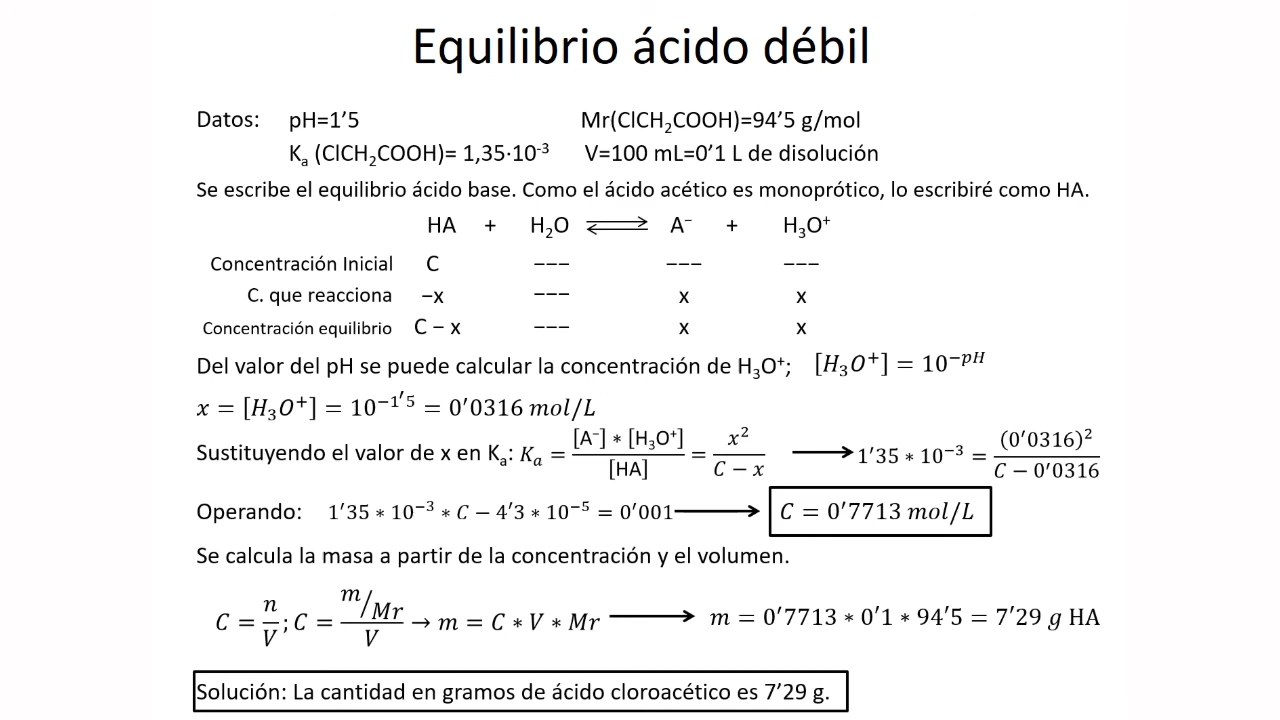 Equilibrio ácido débil
Datos: pH=1’5 Mr(ClCH₂COOH)=94’5 g/mol
Kₐ (ClCH₂COOH)= 1,35·10⁻³ V=100 mL=0’1 L de disolución
Se escribe el equilibrio ácido base. Como el ácido acético es monoprótico, lo escribiré como HA.
HA + H₂O ⇌ A⁻ + H₃O⁺
Concentración Inicial C −−− −−− −−−
C. que reacciona −x −−− x x
Concentración equilibrio C − x −−− x x
Del valor del pH se puede calcular la concentración de H₃O⁺; [H₃O⁺] = 10^−pH
x = [H₃O⁺] = 10^−1′5 = 0′0316 mol/L
Sustituyendo el valor de x en Kₐ: Kₐ = [A⁻] ∗ [H₃O⁺] / [HA] = x² / (C − x) → 1′35 ∗ 10⁻³ = (0′0316)² / (C − 0′0316)
Operando: 1′35 ∗ 10⁻³ ∗ C − 4′3 ∗ 10⁻⁵ = 0′001 → C = 0′7713 mol/L
Se calcula la masa a partir de la concentración y el volumen.
C = n/V ; C = (m/Mr)/V → m = C ∗ V ∗ Mr → m = 0′7713 ∗ 0′1 ∗ 94′5 = 7′29 g HA
Solución: La cantidad en gramos de ácido cloroacético es 7’29 g.